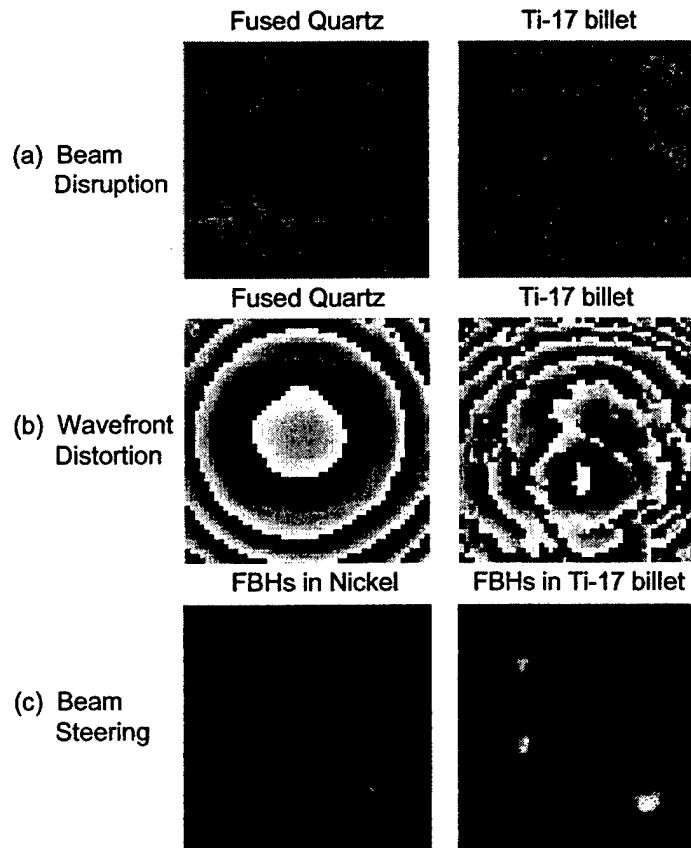 Fused Quartz Ti-17 billet
(a) Beam
Disruption
Fused Quartz Ti-17 billet
(b) Wavefront
Distortion
FBHs in Nickel FBHs in Ti-17 billet
(c) Beam
Steering